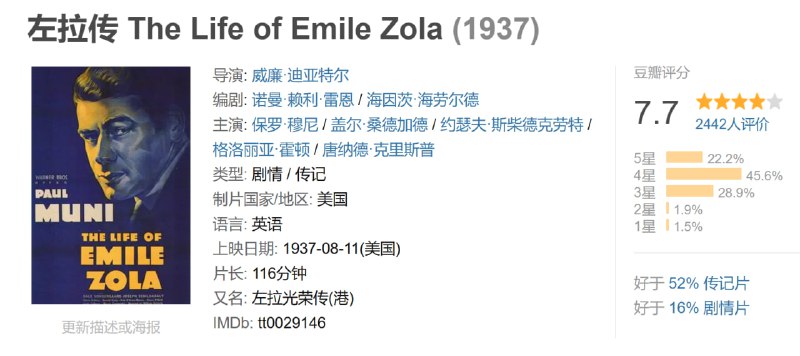 左拉传 The Life of Emile Zola (1937)
WARNER BROS.
PAUL
MUNI
THE LIFE OF
EMILE
ZOLA
更新描述或海报
导演: 威廉·迪亚特尔
编剧: 诺曼·赖利·雷恩 / 海因茨·海劳尔德
主演: 保罗·穆尼 / 盖尔·桑德加德 / 约瑟夫·斯柴德克劳特 /
格洛丽亚·霍顿 / 唐纳德·克里斯普
类型: 剧情 / 传记
制片国家/地区: 美国
语言: 英语
上映日期: 1937-08-11(美国)
片长: 116分钟
又名: 左拉光荣传(港)
IMDb: tt0029146
豆瓣评分
7.7
2442人评价
5星 22.2%
4星 45.6%
3星 28.9%
2星 1.9%
1星 1.5%
好于 52% 传记片
好于 16% 剧情片